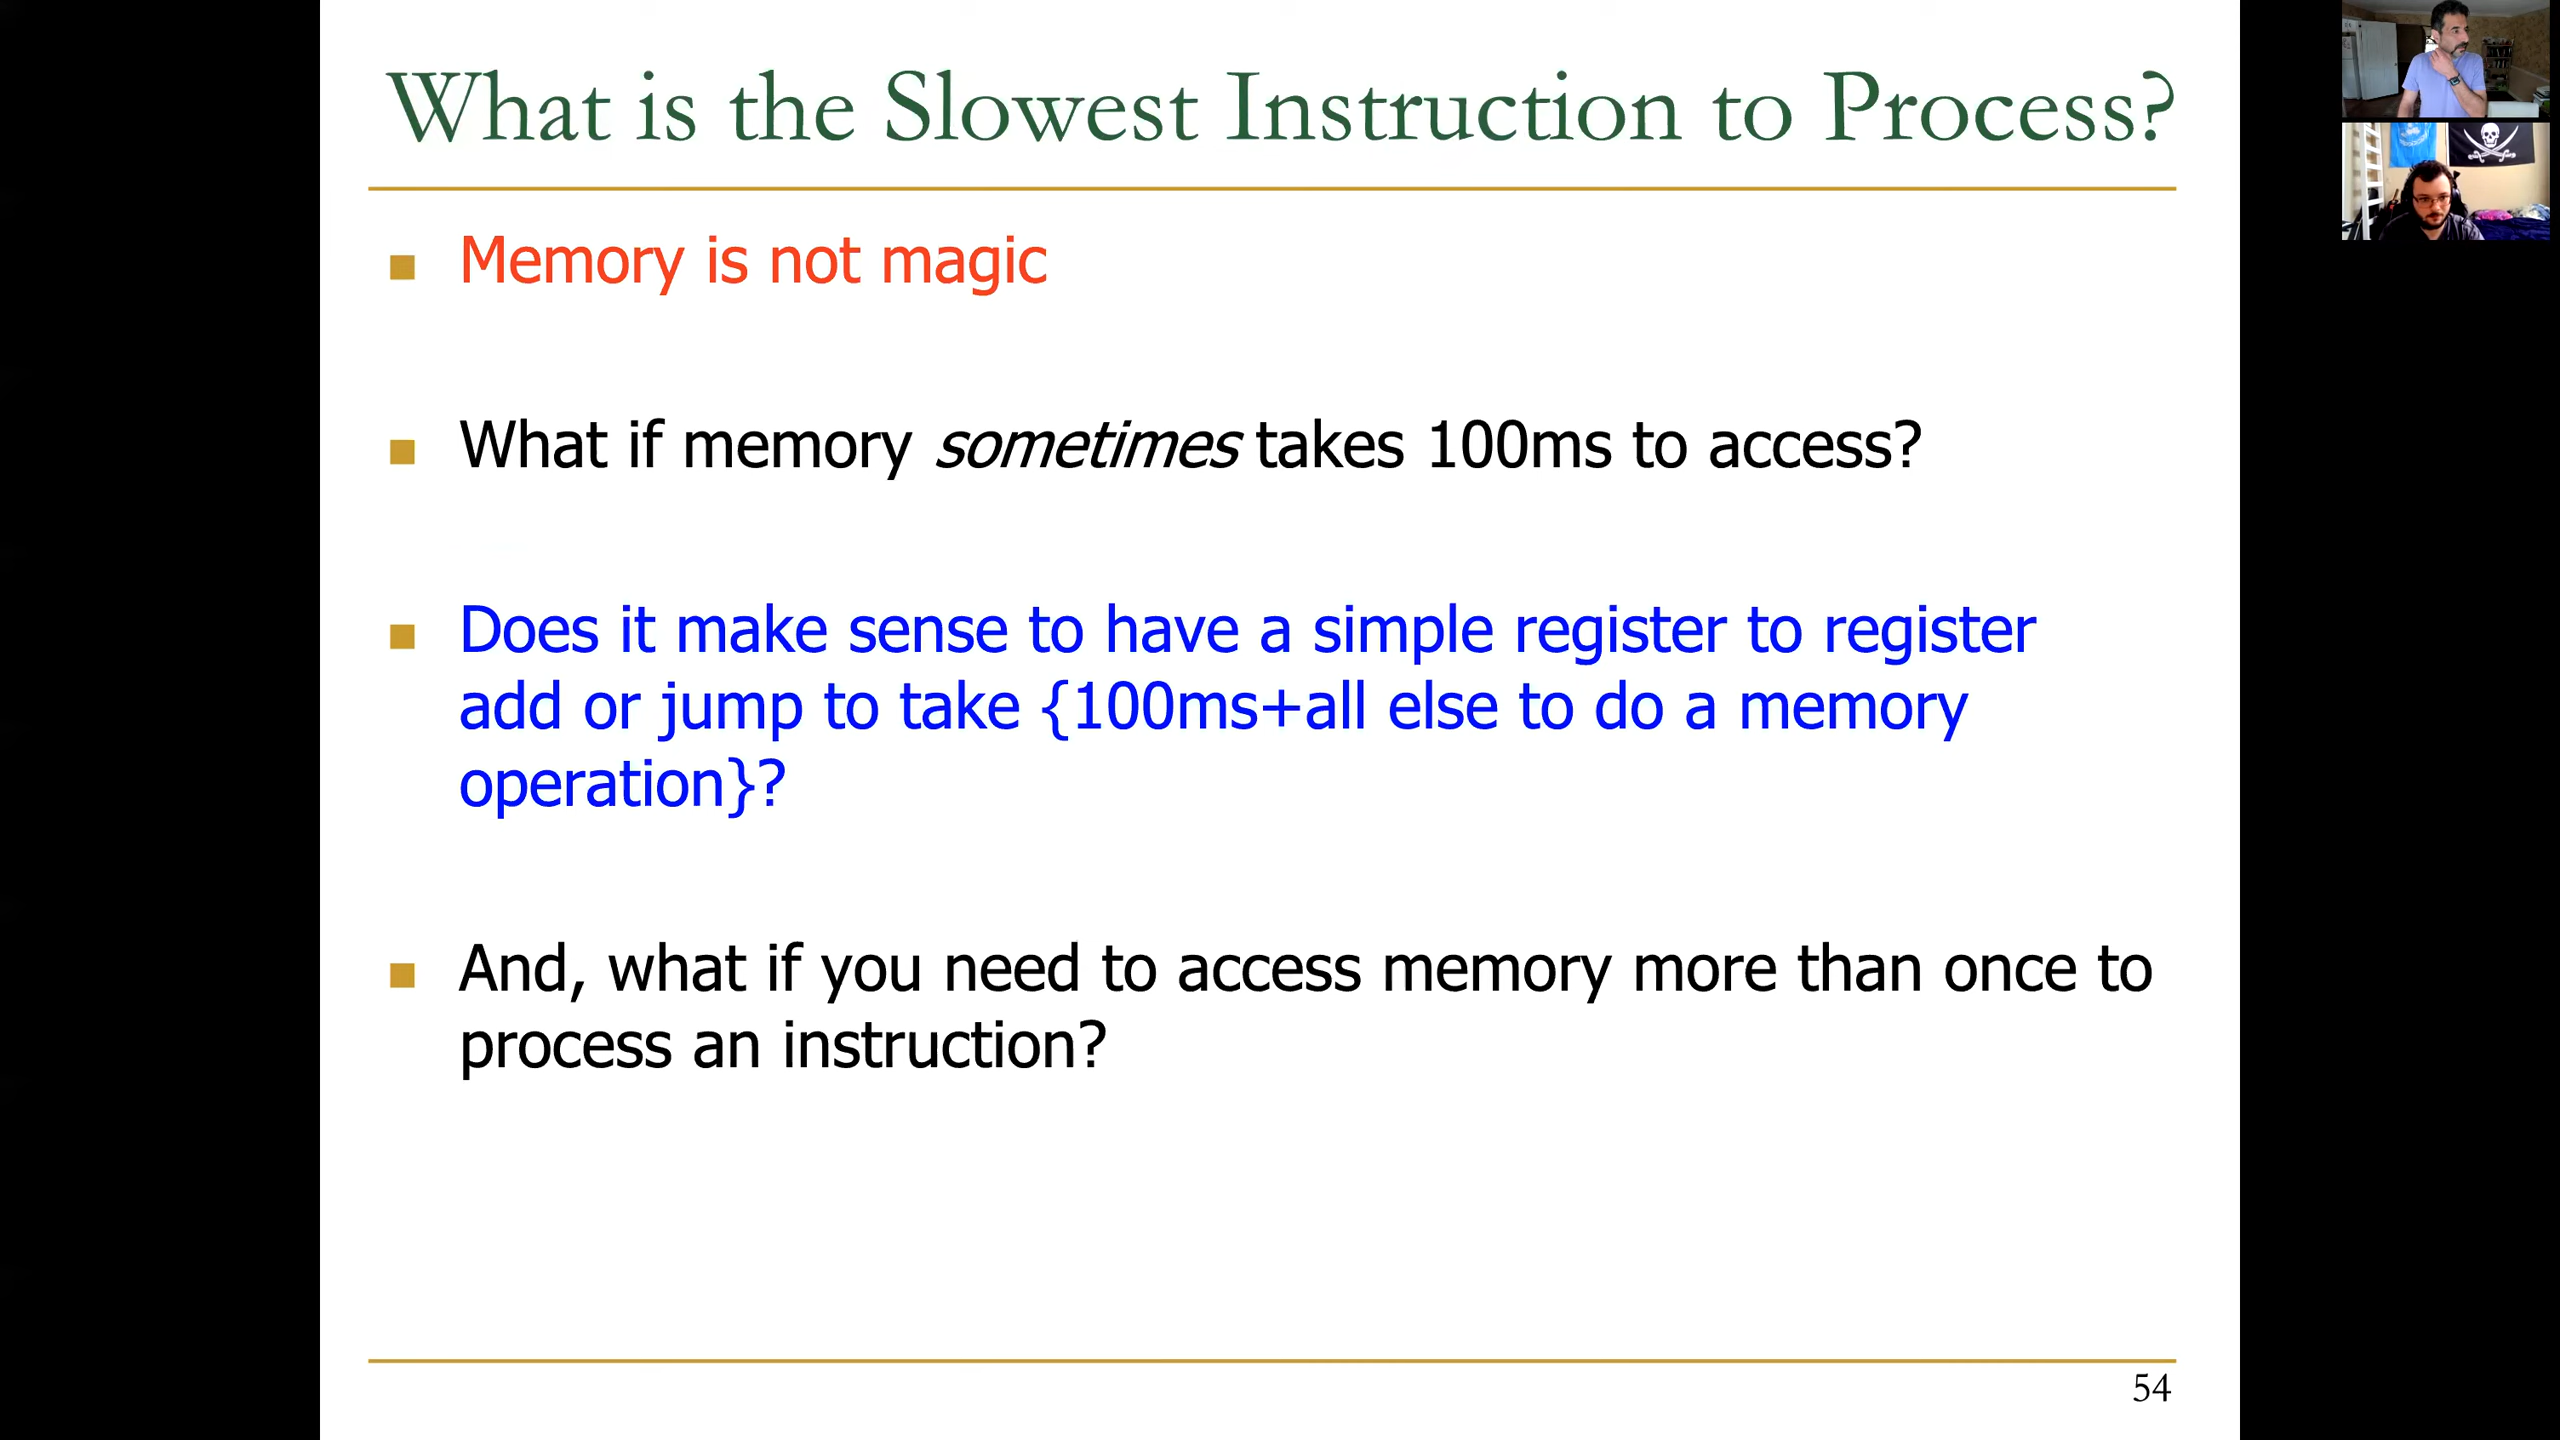 What is the Slowest Instruction to Process?
Memory is not magic
What if memory sometimes takes 100ms to access?
Does it make sense to have a simple register to register
add or jump to take {100ms+all else to do a memory
operation}?
And, what if you need to access memory more than once to
process an instruction?
54